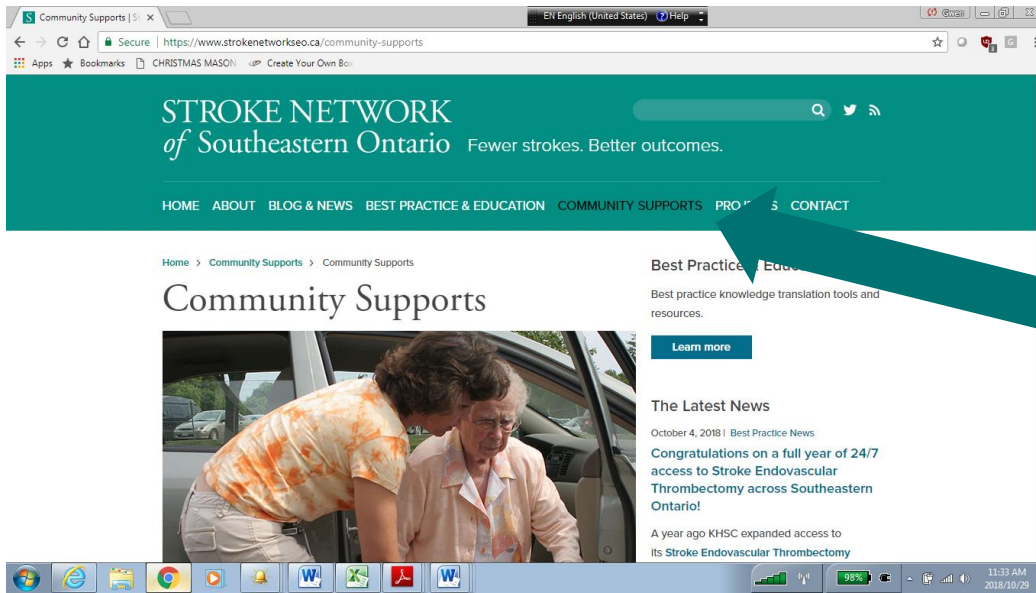 Community Supports | St
EN English (United States) Help
Gwen
Secure https://www.strokenetworkseo.ca/community-supports
Apps Bookmarks CHRISTMAS MASON Create Your Own Box
STROKE NETWORK
of Southeastern Ontario Fewer strokes. Better outcomes.
HOME ABOUT BLOG & NEWS BEST PRACTICE & EDUCATION COMMUNITY SUPPORTS CONTACT
Home > Community Supports > Community Supports
Community Supports
Best Practice
Best practice knowledge translation tools and
resources.
Learn more
The Latest News
October 4, 2018 | Best Practice News
Congratulations on a full year of 24/7
access to Stroke Endovascular
Thrombectomy across Southeastern
Ontario!
A year ago KHSC expanded access to
its Stroke Endovascular Thrombectomy
98%
11:33 AM
2018/10/29